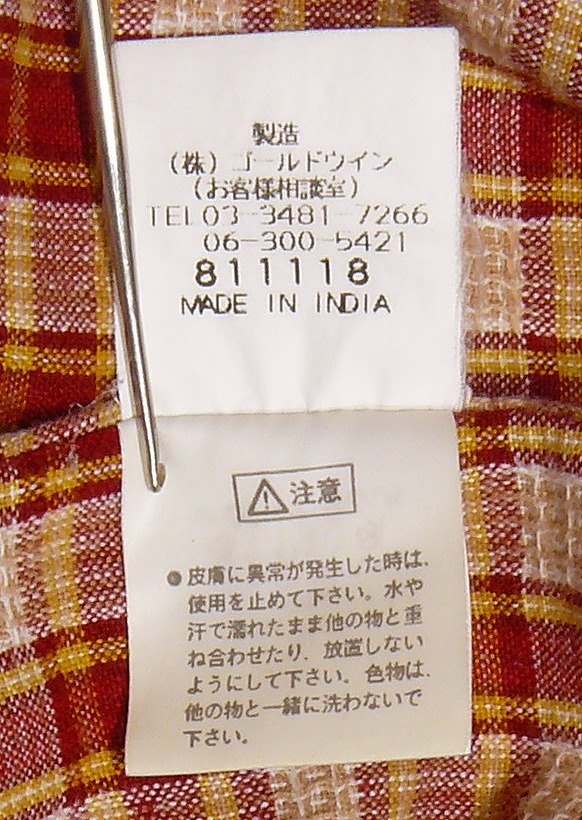 製造
(株) ゴールドウイン
(お客様相談室)
TEL03-3481-7266
06-300-5421
811118
MADE IN INDIA
注意
●皮膚に異常が発生した時は、
使用を止めて下さい。水や
汗で濡れたまま他の物と重
ね合わせたり、放置しない
ようにして下さい。色物は、
他の物と一緒に洗わないで
下さい。